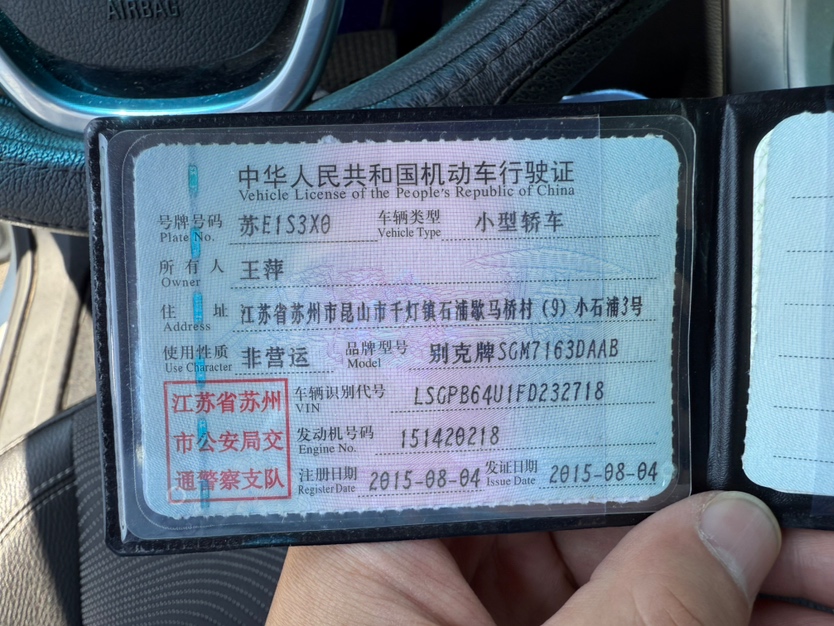 AIRBAG
中华人民共和国机动车行驶证
Vehicle License of the People's Republic of China
号牌号码 苏E1S3X0 车辆类型 小型轿车
Plate No. Vehicle Type
所有人 王萍
Owner
住址 江苏省苏州市昆山市千灯镇石浦歇马桥村(9)小石浦3号
Address
使用性质 非营运 品牌型号 别克牌SGM7163DAAB
Use Character Model
江苏省苏州
市公安局交
通警察支队
车辆识别代号 LSGPB64U1FD232718
VIN
发动机号码 151420218
Engine No.
注册日期 2015-08-04 发证日期 2015-08-04
Register Date Issue Date